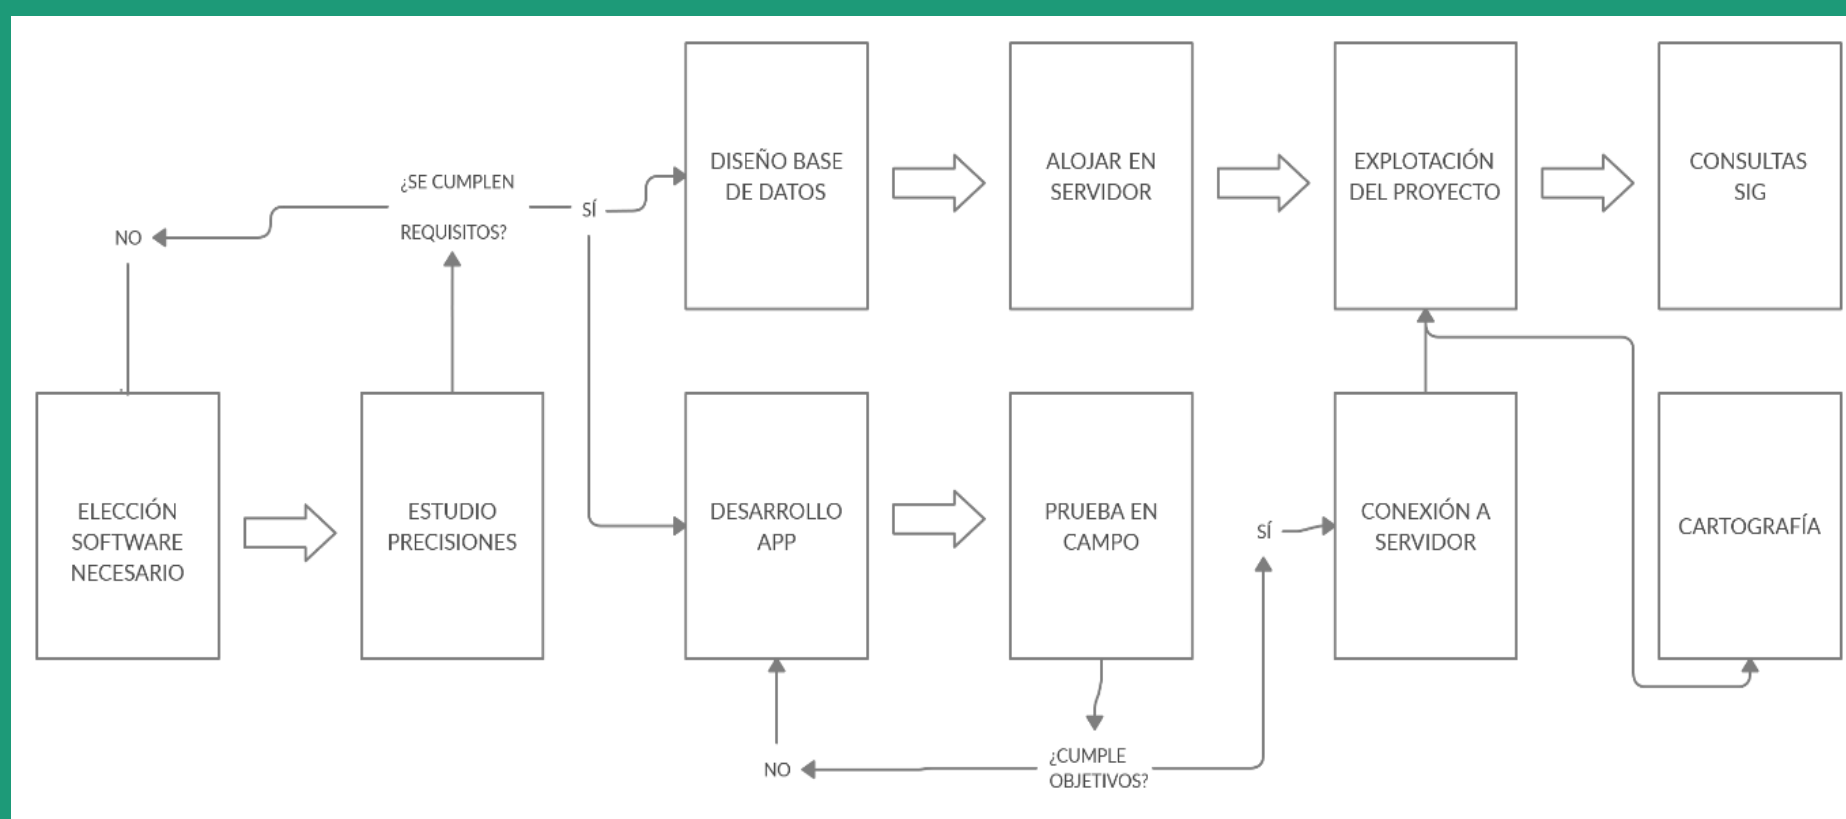 DISEÑO BASE
DE DATOS
ALOJAR EN
SERVIDOR
EXPLOTACIÓN
DEL PROYECTO
CONSULTAS
SIG
¿SE CUMPLEN
REQUISITOS?
SÍ
NO
ELECCIÓN
SOFTWARE
NECESARIO
ESTUDIO
PRECISIONES
DESARROLLO
APP
PRUEBA EN
CAMPO
SÍ
CONEXIÓN A
SERVIDOR
CARTOGRAFÍA
NO
¿CUMPLE
OBJETIVOS?